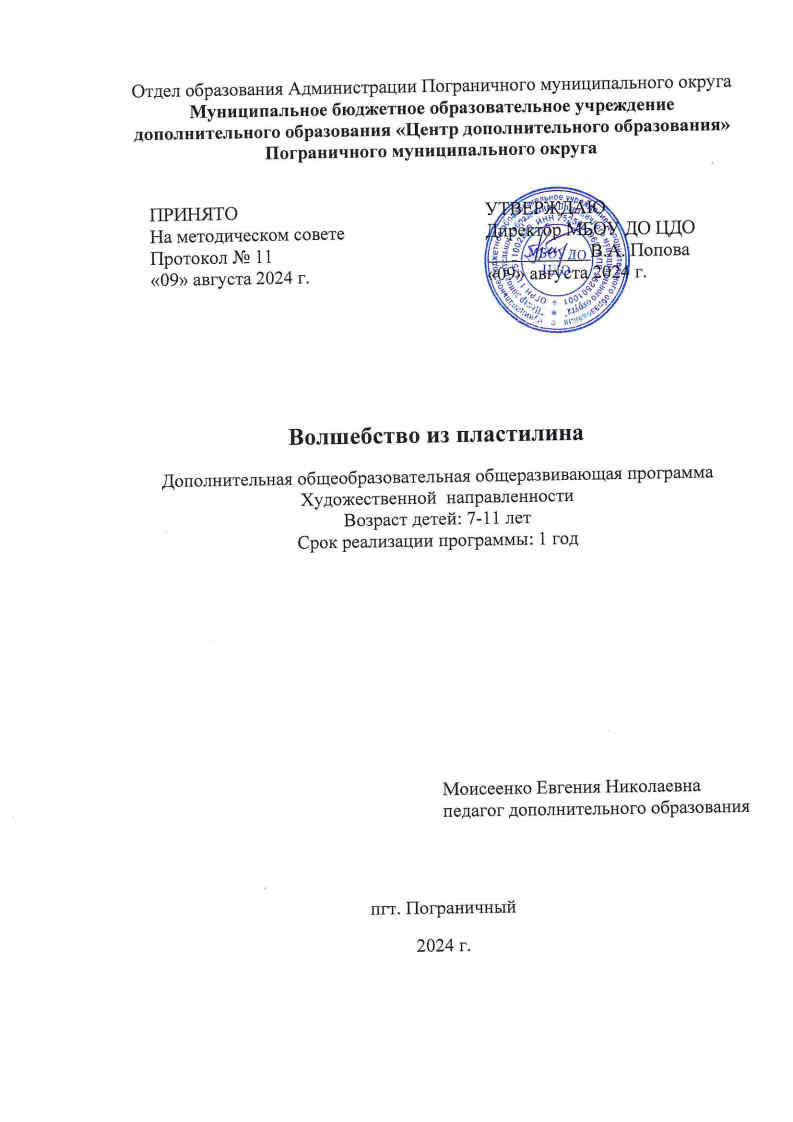 Отдел образования Администрации Пограничного муниципального округа
Муниципальное бюджетное образовательное учреждение
дополнительного образования «Центр дополнительного образования»
Пограничного муниципального округа
ПРИНЯТО
На методическом совете
Протокол № 11
«09» августа 2024 г.
УТВЕРЖДАЮ
Директор МБОУ ДО ЦДО
В.А. Попова
«09» августа 2024 г.
МБОУ ДО
ЦДО
Волшебство из пластилина
Дополнительная общеобразовательная общеразвивающая программа
Художественной направленности
Возраст детей: 7-11 лет
Срок реализации программы: 1 год
Моисеенко Евгения Николаевна
педагог дополнительного образования
пгт. Пограничный
2024 г.